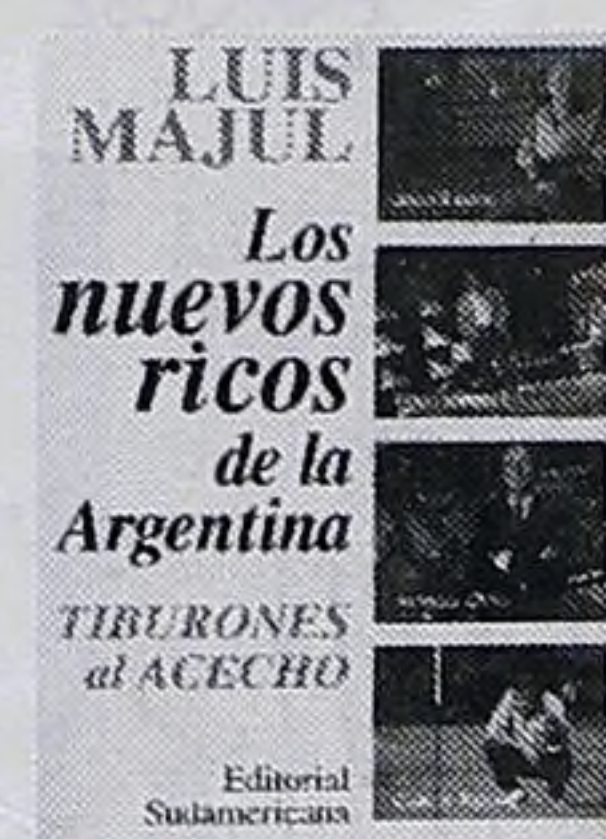 LUIS
MAJUL
Los
nuevos
ricos
de la
Argentina
TIBURONES
al ACECHO
Editorial
Sudamericana